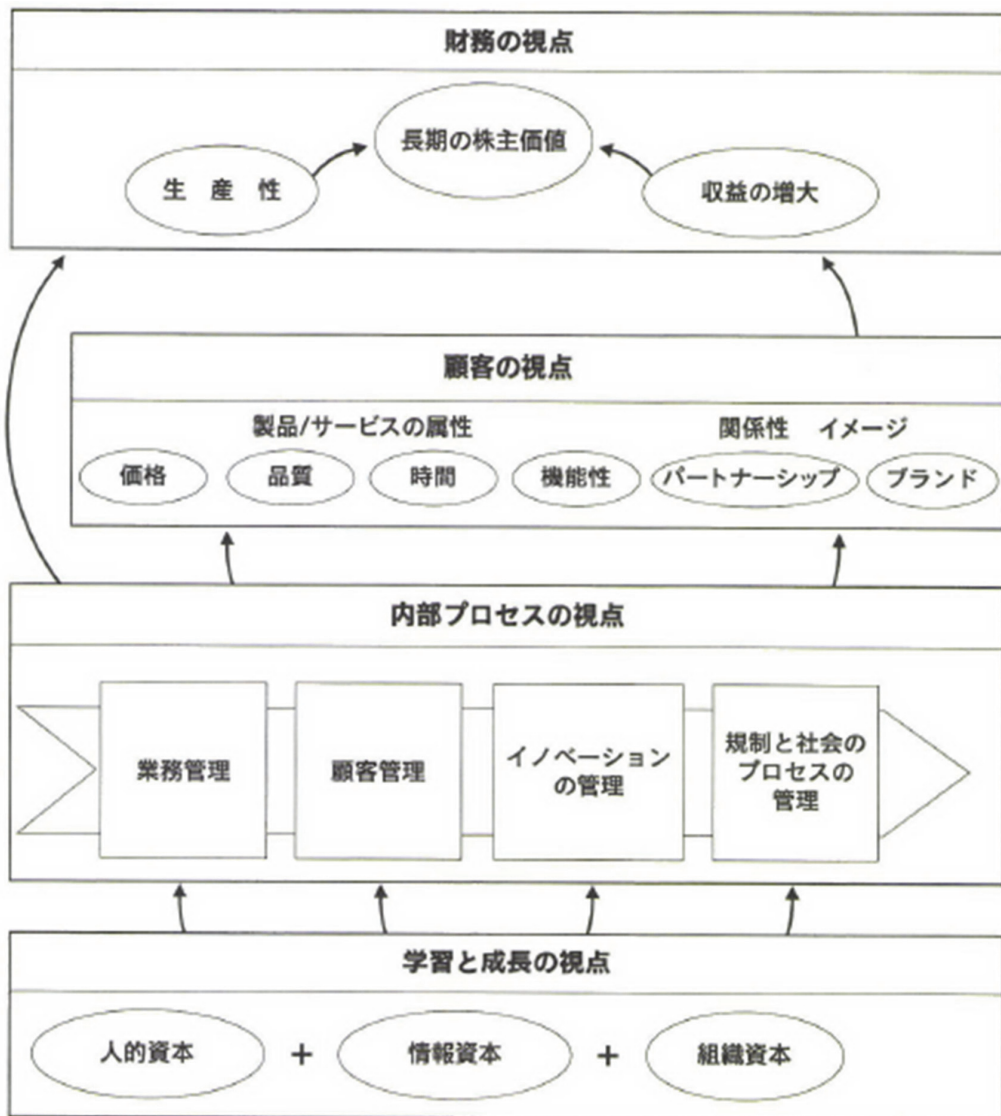 財務の視点
長期の株主価値
生産性
収益の増大
顧客の視点
製品/サービスの属性
関係性 イメージ
価格
品質
時間
機能性
パートナーシップ
ブランド
内部プロセスの視点
業務管理
顧客管理
イノベーション
の管理
規制と社会の
プロセスの
管理
学習と成長の視点
人的資本
+
情報資本
+
組織資本